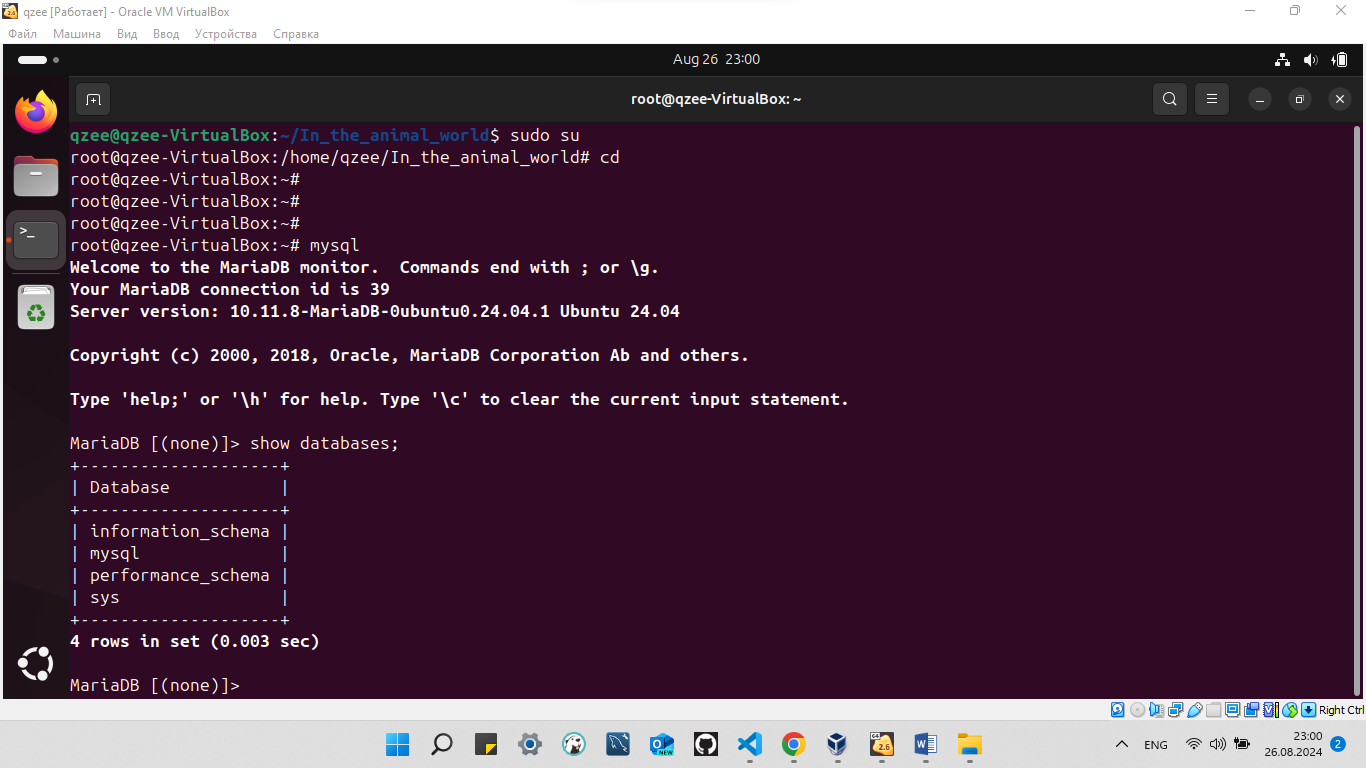 qzee [Работает] - Oracle VM VirtualBox
Файл Машина Вид Ввод Устройства Справка
Aug 26 23:00
root@qzee-VirtualBox: ~
qzee@qzee-VirtualBox:~/In_the_animal_world$ sudo su
root@qzee-VirtualBox:/home/qzee/In_the_animal_world# cd
root@qzee-VirtualBox:~#
root@qzee-VirtualBox:~#
root@qzee-VirtualBox:~#
root@qzee-VirtualBox:~# mysql
Welcome to the MariaDB monitor.  Commands end with ; or \g.
Your MariaDB connection id is 39
Server version: 10.11.8-MariaDB-0ubuntu0.24.04.1 Ubuntu 24.04
Copyright (c) 2000, 2018, Oracle, MariaDB Corporation Ab and others.
Type 'help;' or '\h' for help. Type '\c' to clear the current input statement.
MariaDB [(none)]> show databases;
+--------------------+
| Database           |
+--------------------+
| information_schema |
| mysql              |
| performance_schema |
| sys                |
+--------------------+
4 rows in set (0.003 sec)
MariaDB [(none)]>
Right Ctrl
ENG
23:00
26.08.2024
2